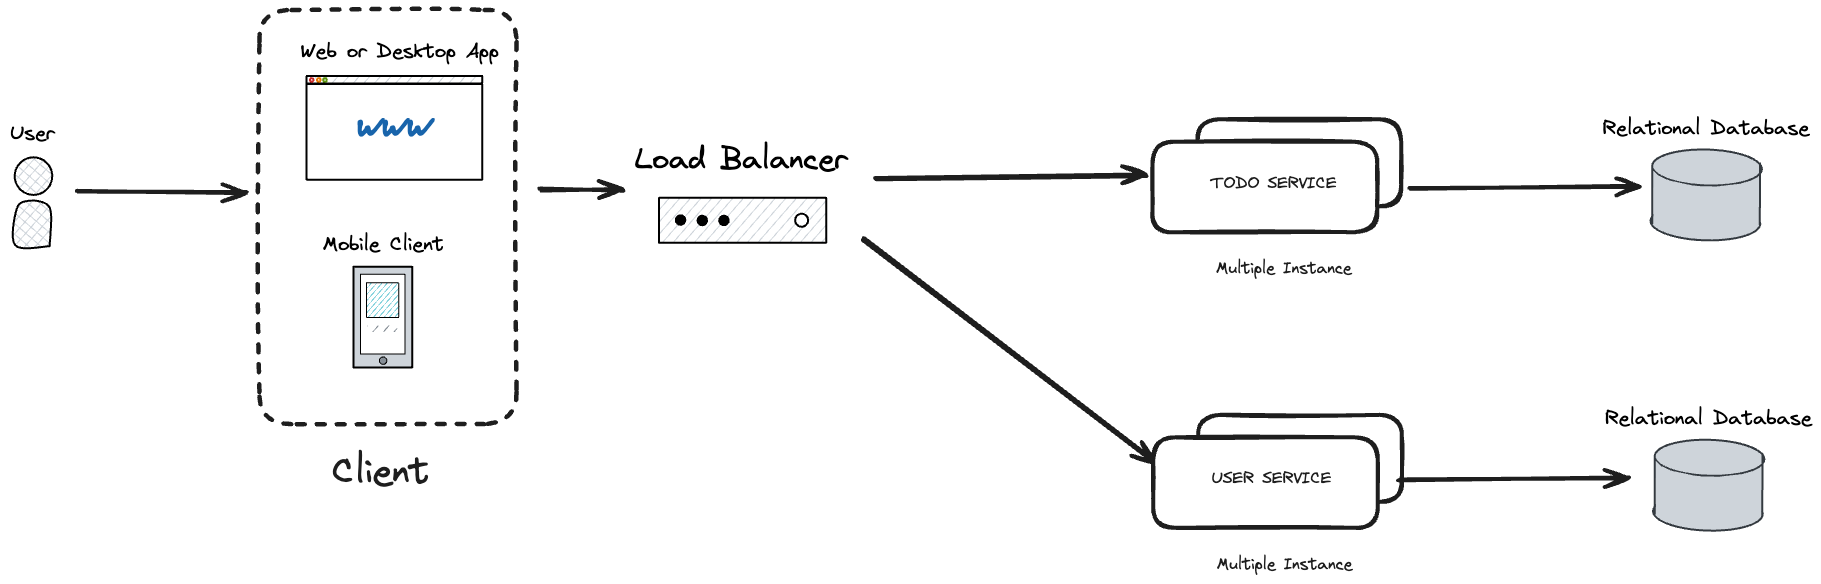 User
Web or Desktop App
www
Mobile Client
Client
Load Balancer
TODO SERVICE
Multiple Instance
Relational Database
USER SERVICE
Multiple Instance
Relational Database